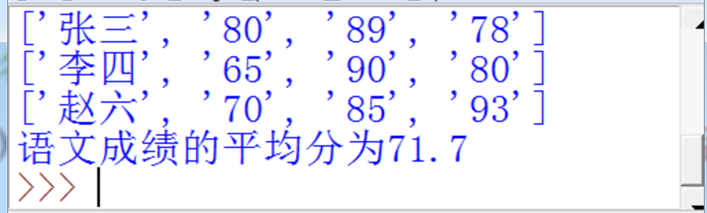 ['张三', '80', '89', '78']
['李四', '65', '90', '80']
['赵六', '70', '85', '93']
语文成绩的平均分为71.7
>>>